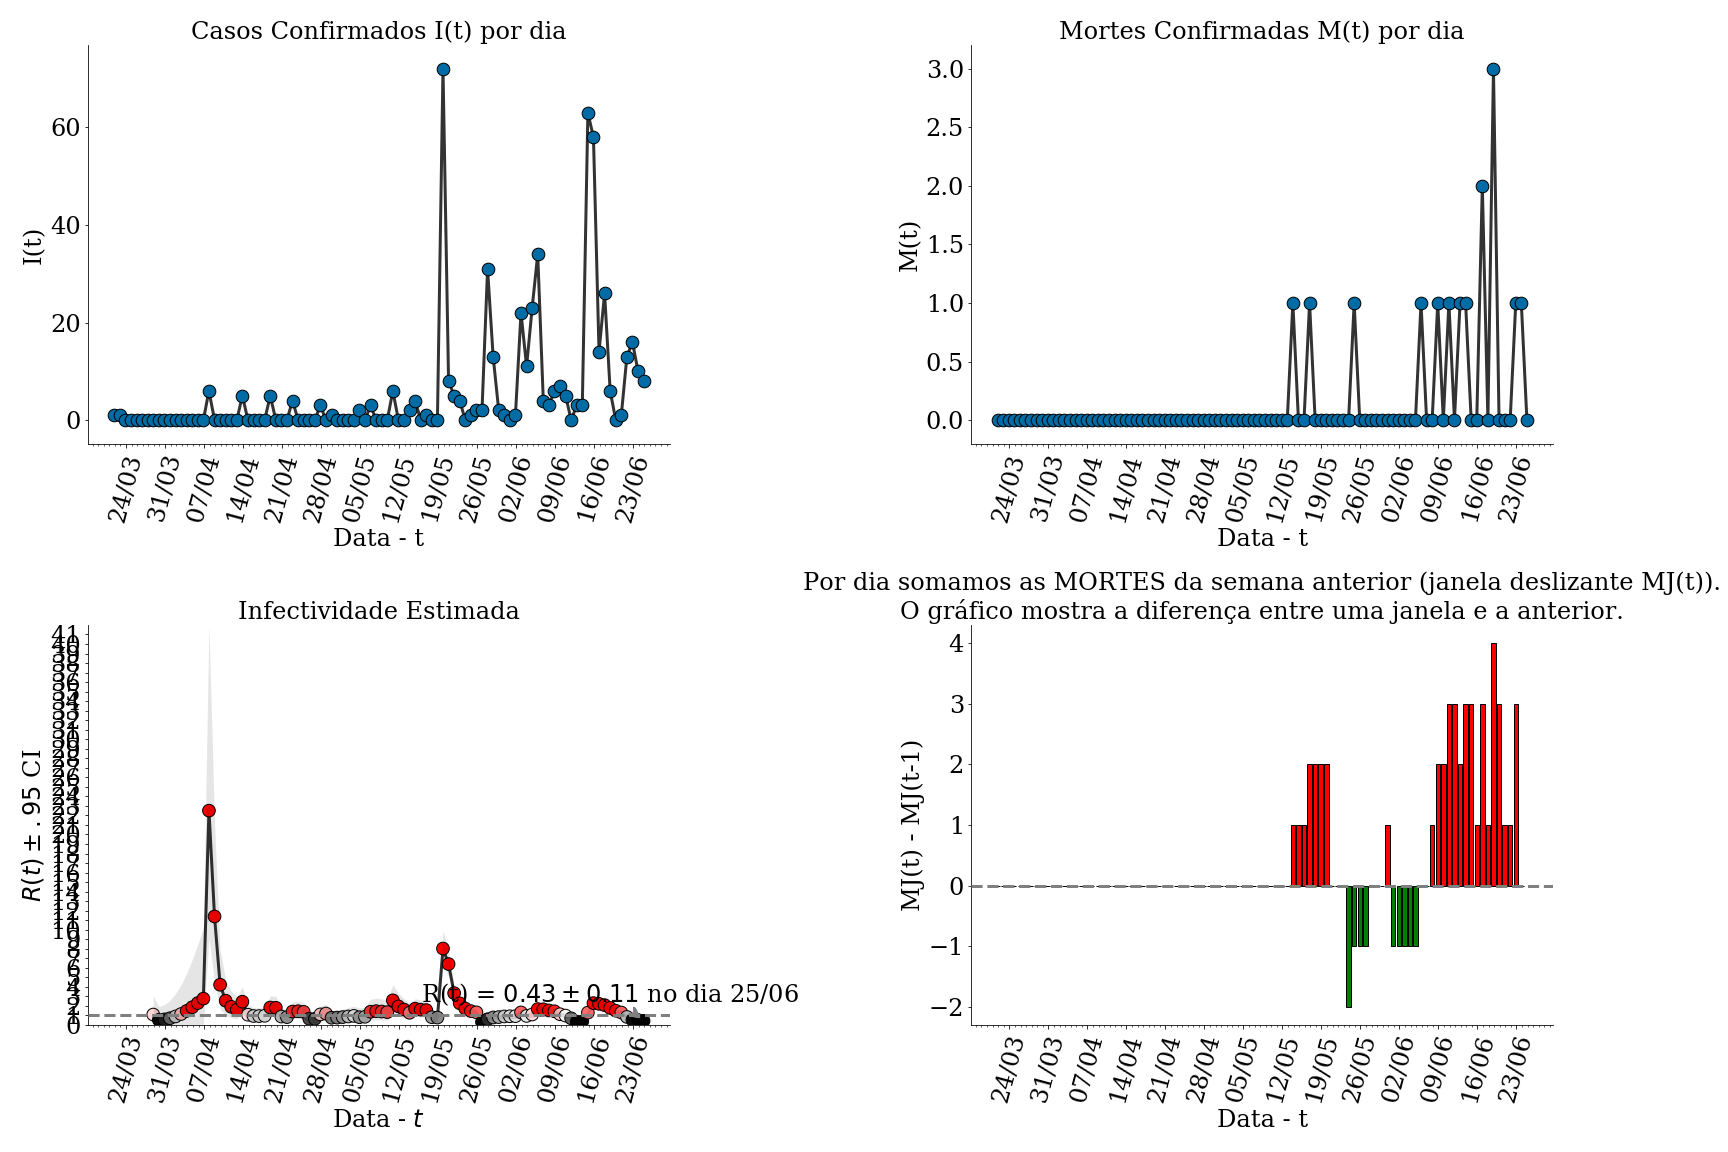 Casos Confirmados I(t) por dia
I(t)
60
40
20
0
24/03 31/03 07/04 14/04 21/04 28/04 05/05 12/05 19/05 26/05 02/06 09/06 16/06 23/06
Data - t
Mortes Confirmadas M(t) por dia
M(t)
3.0
2.5
2.0
1.5
1.0
0.5
0.0
24/03 31/03 07/04 14/04 21/04 28/04 05/05 12/05 19/05 26/05 02/06 09/06 16/06 23/06
Data - t
Infectividade Estimada
R(t) ± .95 CI
41
0
= 0.43 ± 0.11 no dia 25/06
24/03 31/03 07/04 14/04 21/04 28/04 05/05 12/05 19/05 26/05 02/06 09/06 16/06 23/06
Data - t
Por dia somamos as MORTES da semana anterior (janela deslizante MJ(t)).
O gráfico mostra a diferença entre uma janela e a anterior.
MJ(t) - MJ(t-1)
4
3
2
1
0
−1
−2
24/03 31/03 07/04 14/04 21/04 28/04 05/05 12/05 19/05 26/05 02/06 09/06 16/06 23/06
Data - t